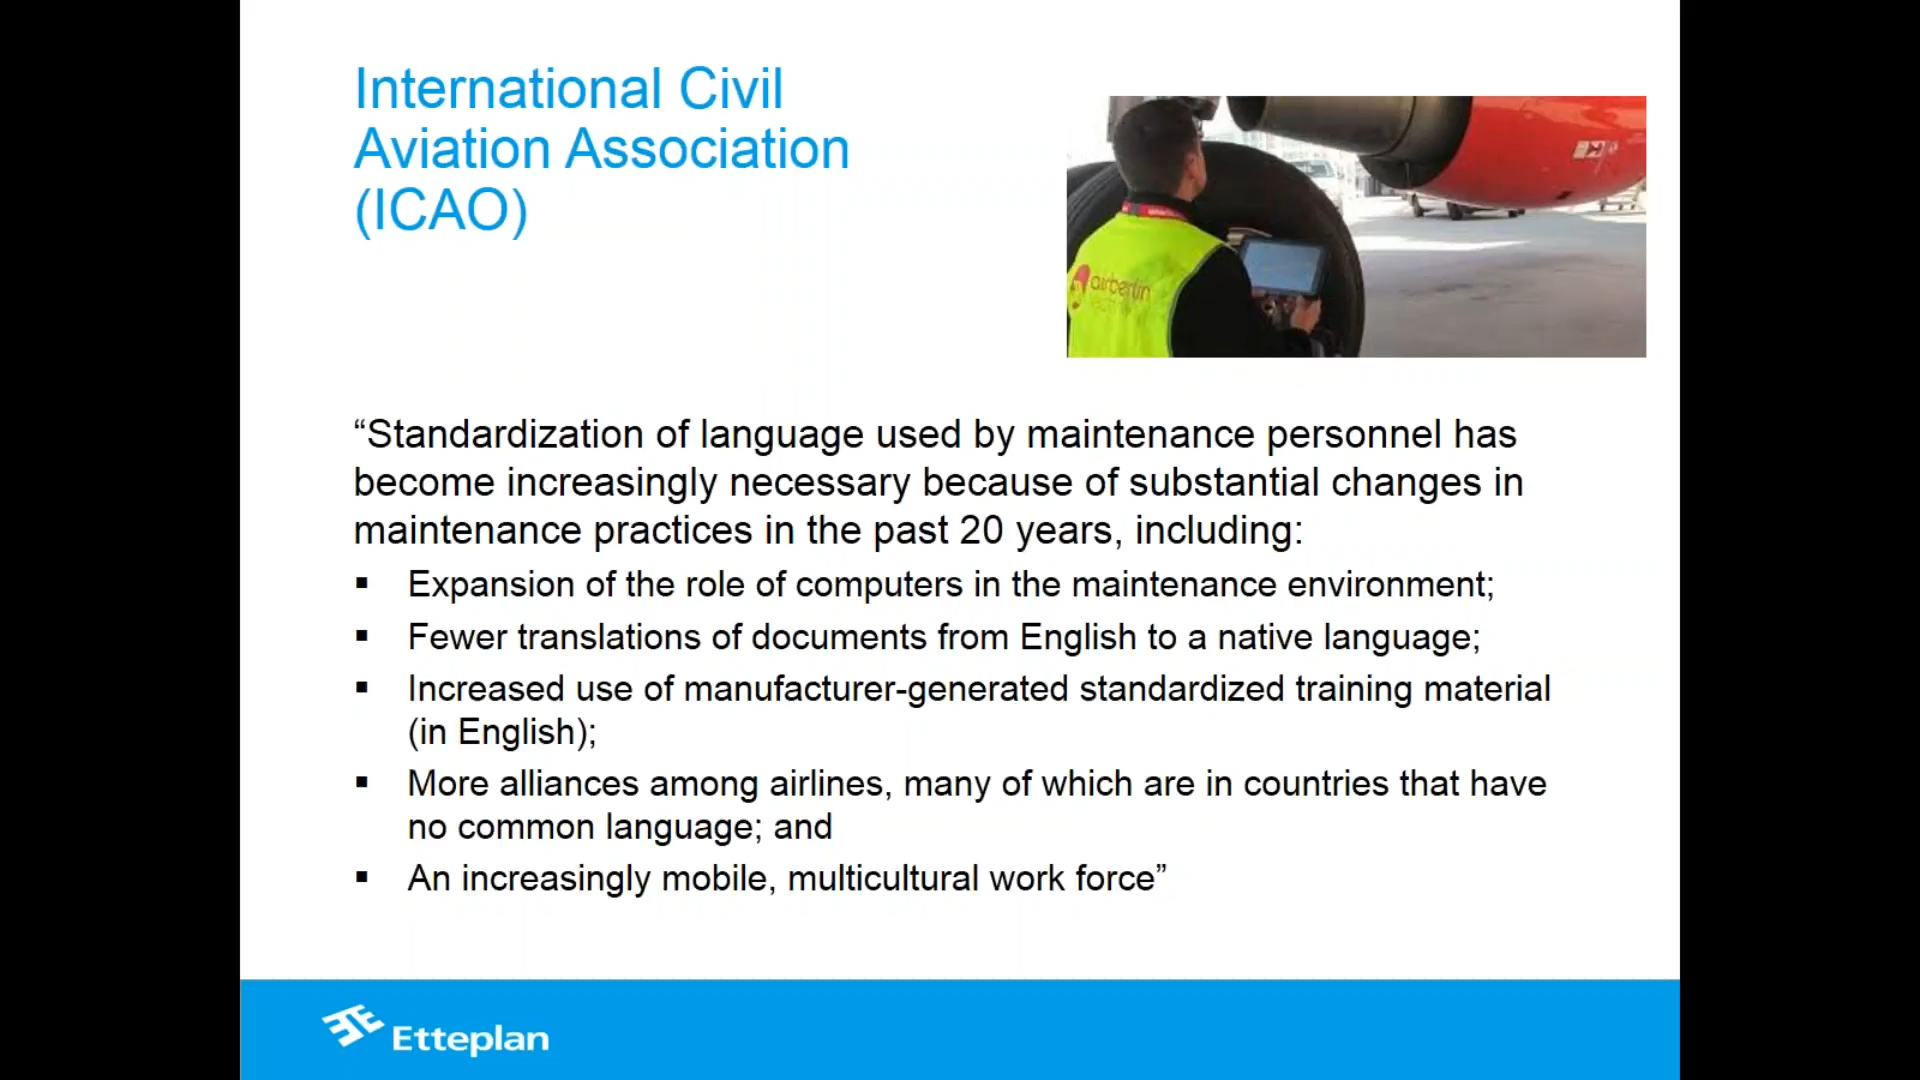 International Civil
Aviation Association
(ICAO)
airberlin
“Standardization of language used by maintenance personnel has
become increasingly necessary because of substantial changes in
maintenance practices in the past 20 years, including:
▪ Expansion of the role of computers in the maintenance environment;
▪ Fewer translations of documents from English to a native language;
▪ Increased use of manufacturer-generated standardized training material
(in English);
▪ More alliances among airlines, many of which are in countries that have
no common language; and
▪ An increasingly mobile, multicultural work force”
Etteplan